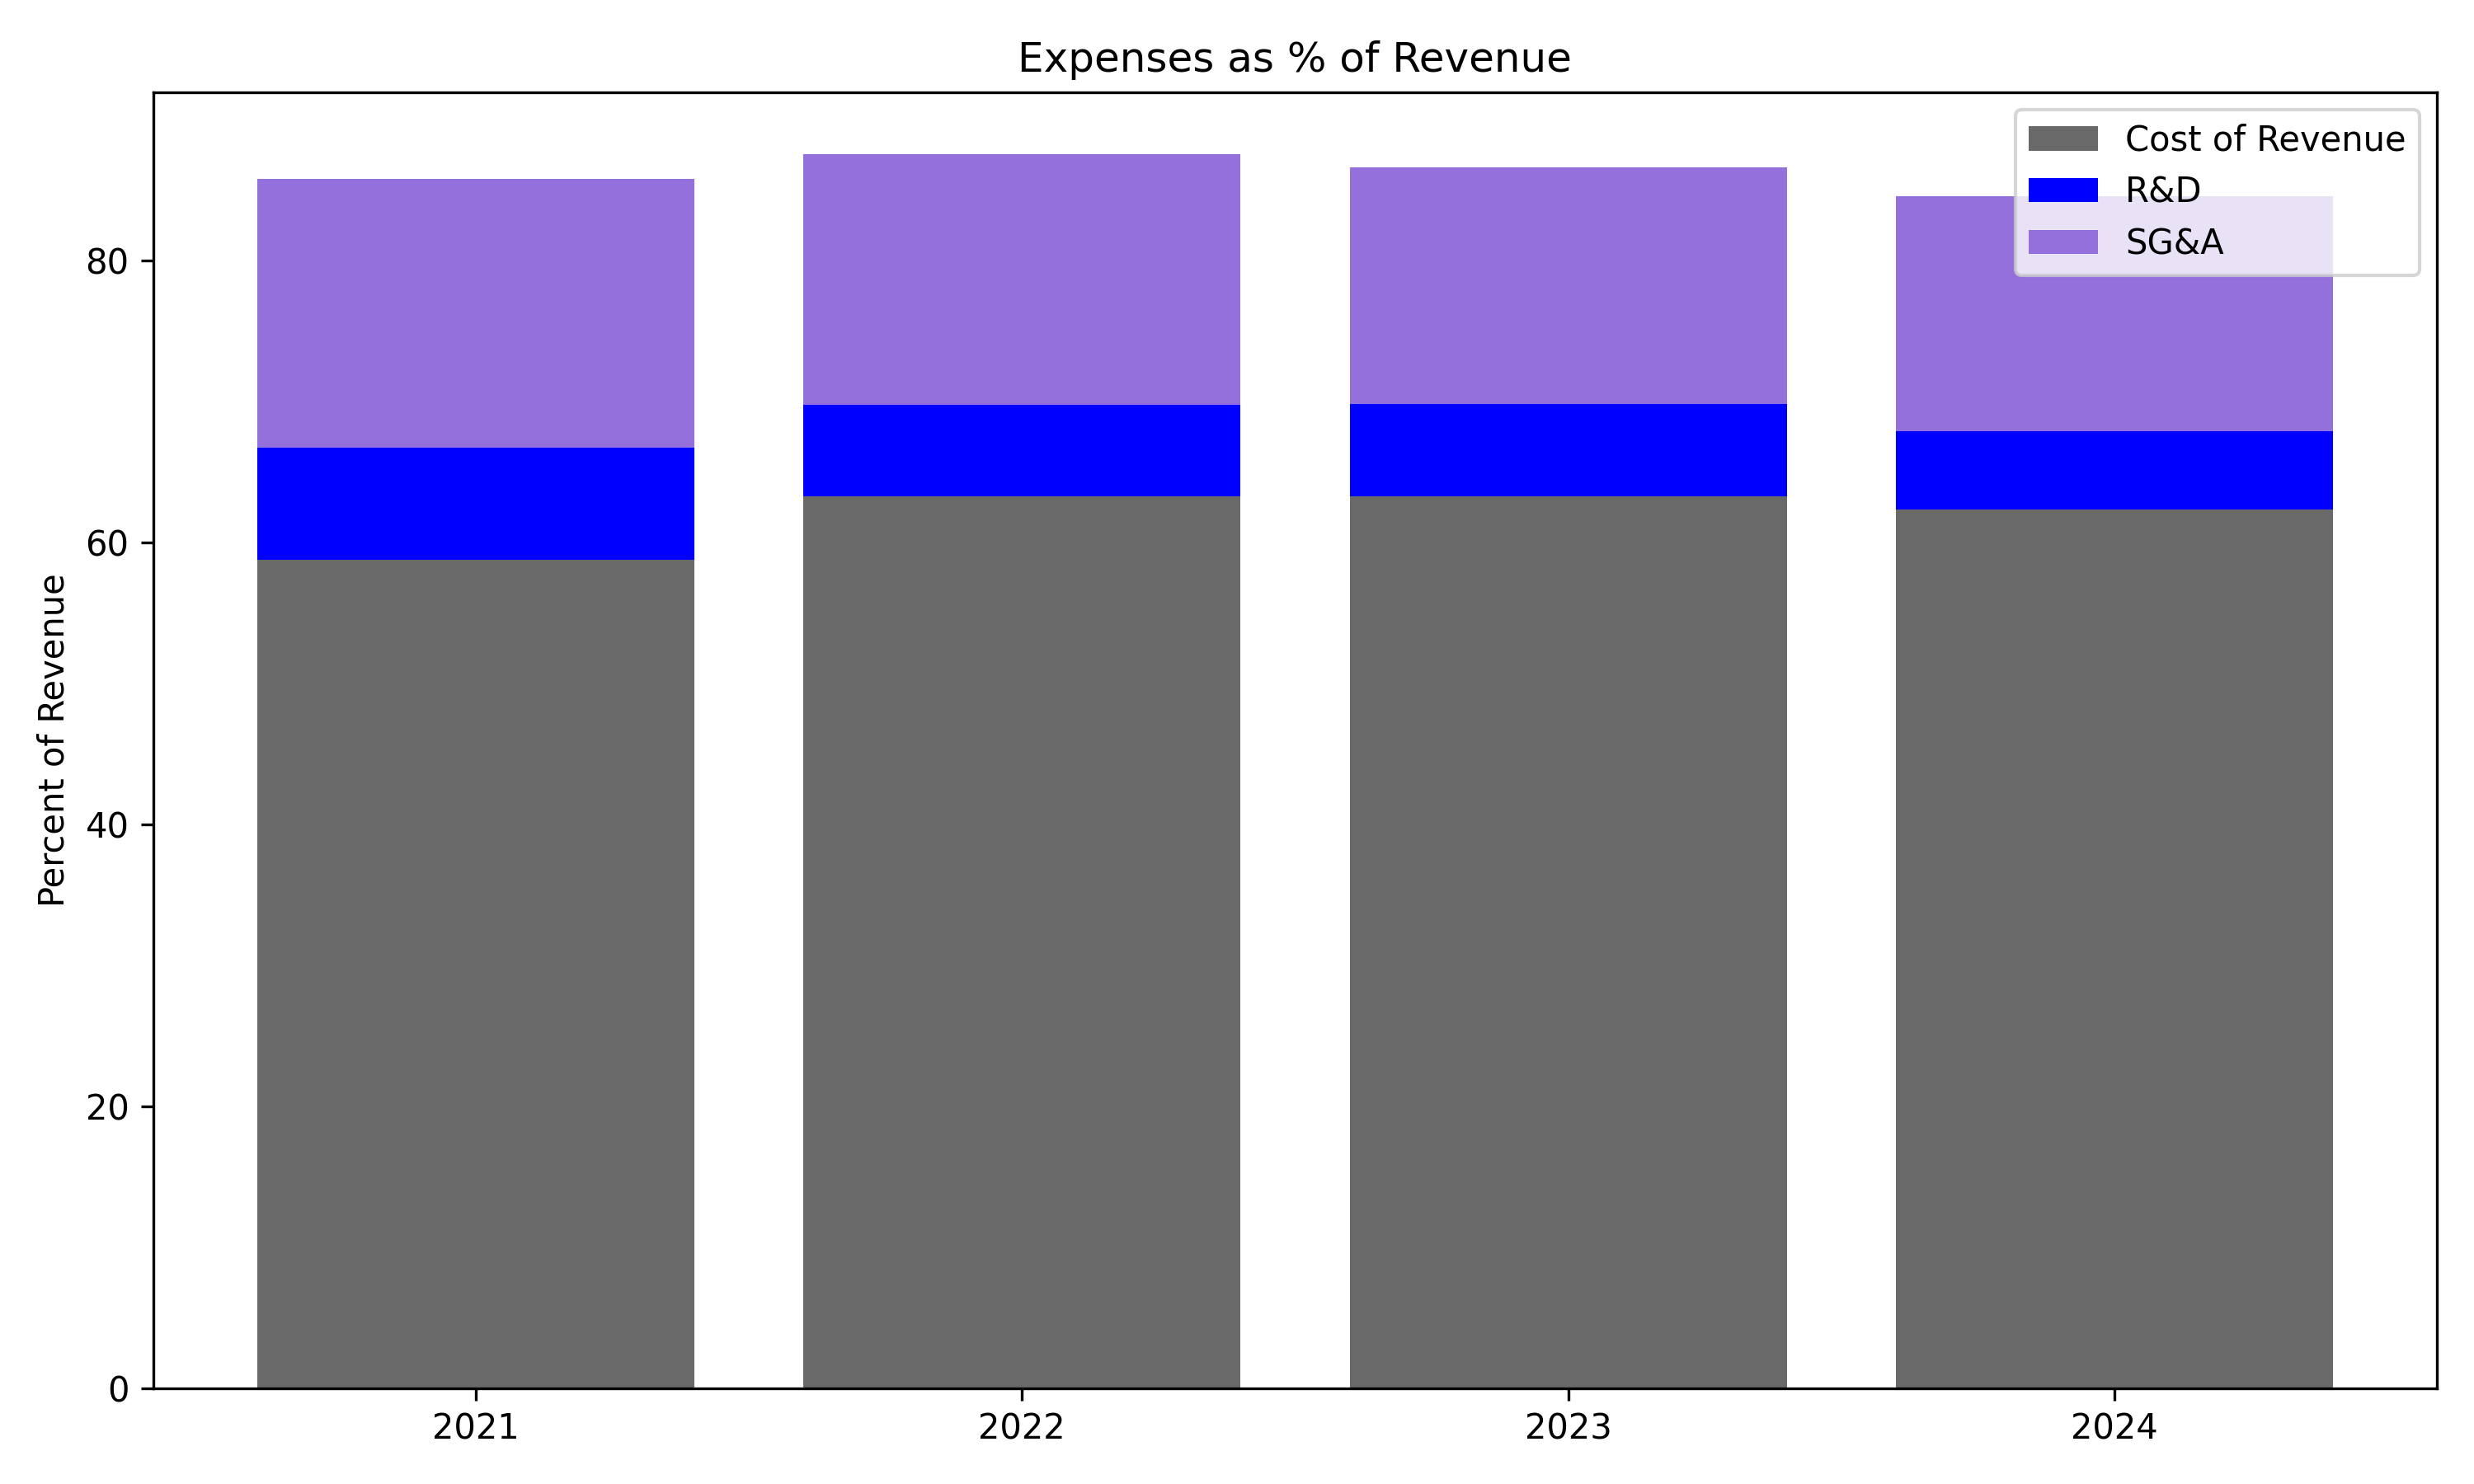 Expenses as % of Revenue
Cost of Revenue
R&D
SG&A
Percent of Revenue
80
60
40
20
0
2021
2022
2023
2024